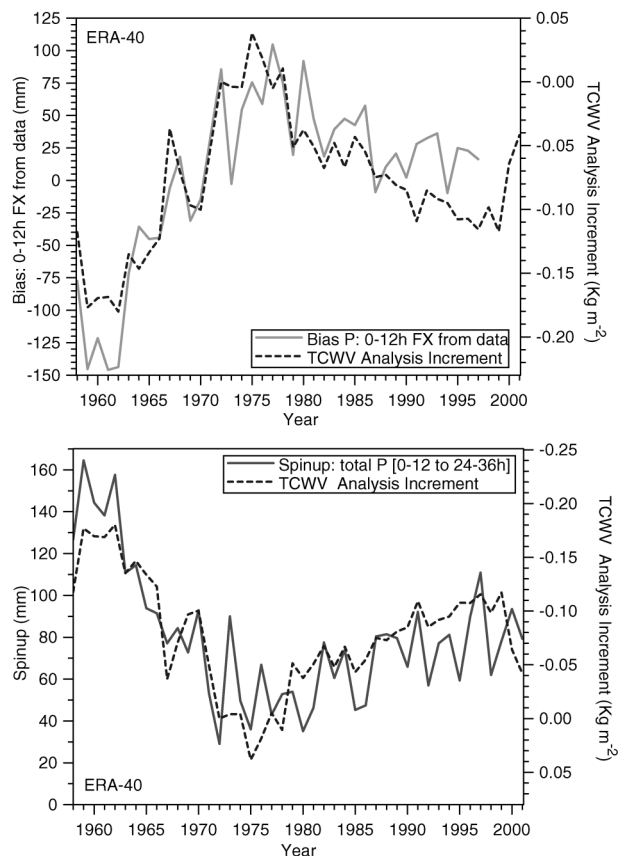 ERA-40
125
100
75
50
25
0
-25
-50
-75
-100
-125
-150
Bias: 0-12h FX from data (mm)
0.05
-0.00
-0.05
-0.10
-0.15
-0.20
TCWV Analysis Increment (Kg m-2)
Bias P: 0-12h FX from data
TCWV Analysis Increment
1960 1965 1970 1975 1980 1985 1990 1995 2000
Year
160
140
120
100
80
60
40
20
0
Spinup (mm)
-0.25
-0.20
-0.15
-0.10
-0.05
0.00
0.05
TCWV Analysis Increment (Kg m-2)
Spinup: total P [0-12 to 24-36h]
TCWV Analysis Increment
ERA-40
1960 1965 1970 1975 1980 1985 1990 1995 2000
Year